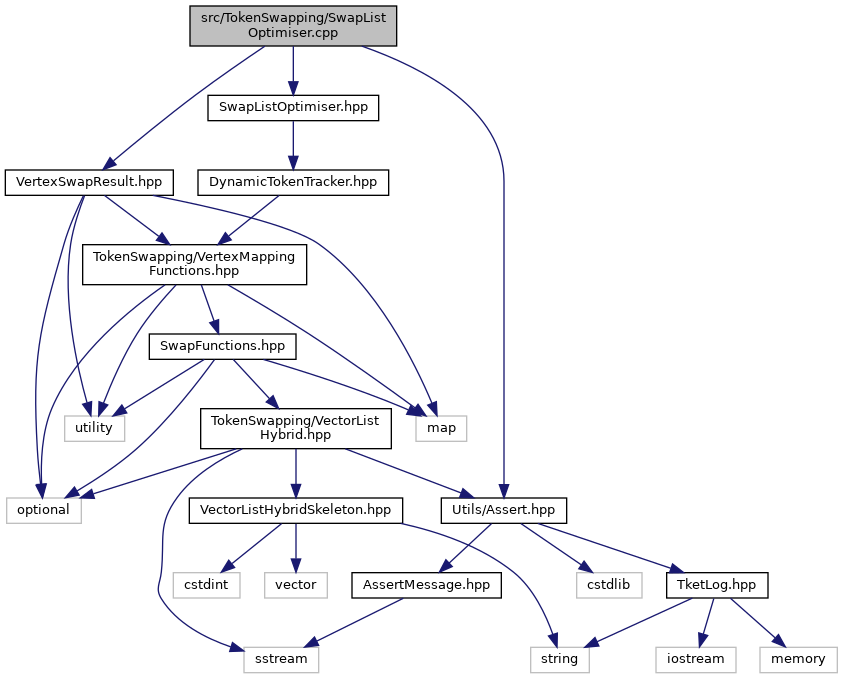 src/TokenSwapping/SwapList
Optimiser.cpp
SwapListOptimiser.hpp
VertexSwapResult.hpp
DynamicTokenTracker.hpp
TokenSwapping/VertexMapping
Functions.hpp
SwapFunctions.hpp
TokenSwapping/VectorList
Hybrid.hpp
utility
map
optional
VectorListHybridSkeleton.hpp
Utils/Assert.hpp
cstdint
vector
AssertMessage.hpp
cstdlib
TketLog.hpp
sstream
string
iostream
memory